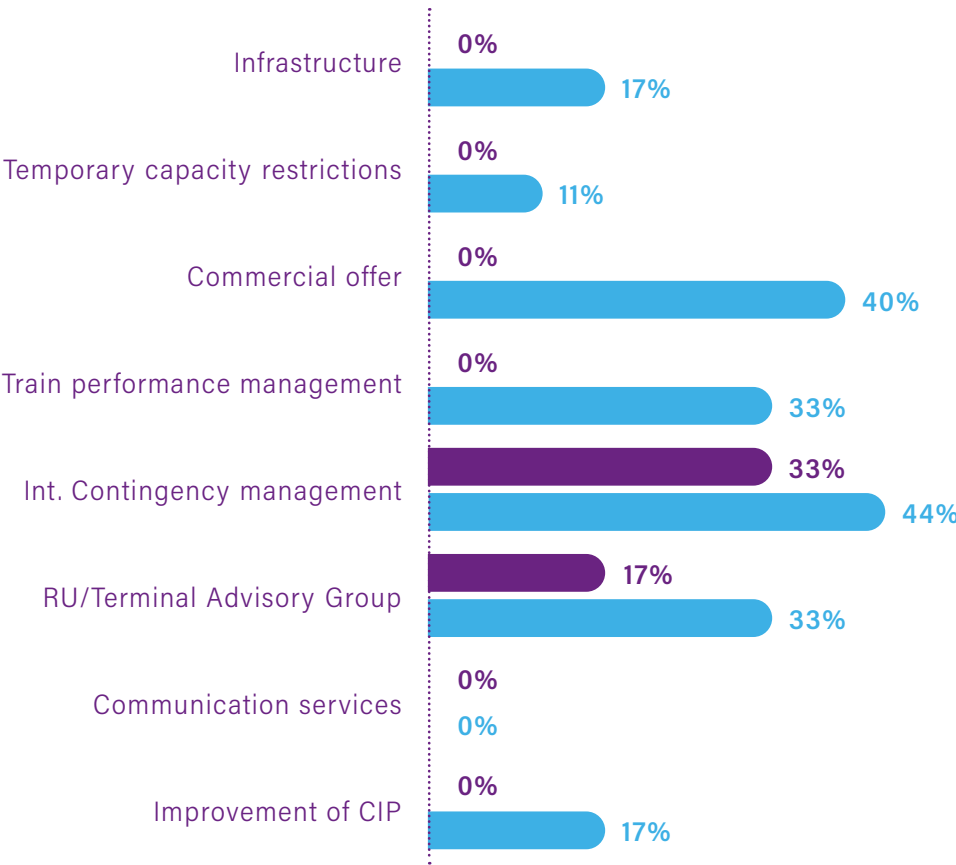 Infrastructure
0%
17%
Temporary capacity restrictions
0%
11%
Commercial offer
0%
40%
Train performance management
0%
33%
Int. Contingency management
33%
44%
RU/Terminal Advisory Group
17%
33%
Communication services
0%
0%
Improvement of CIP
0%
17%